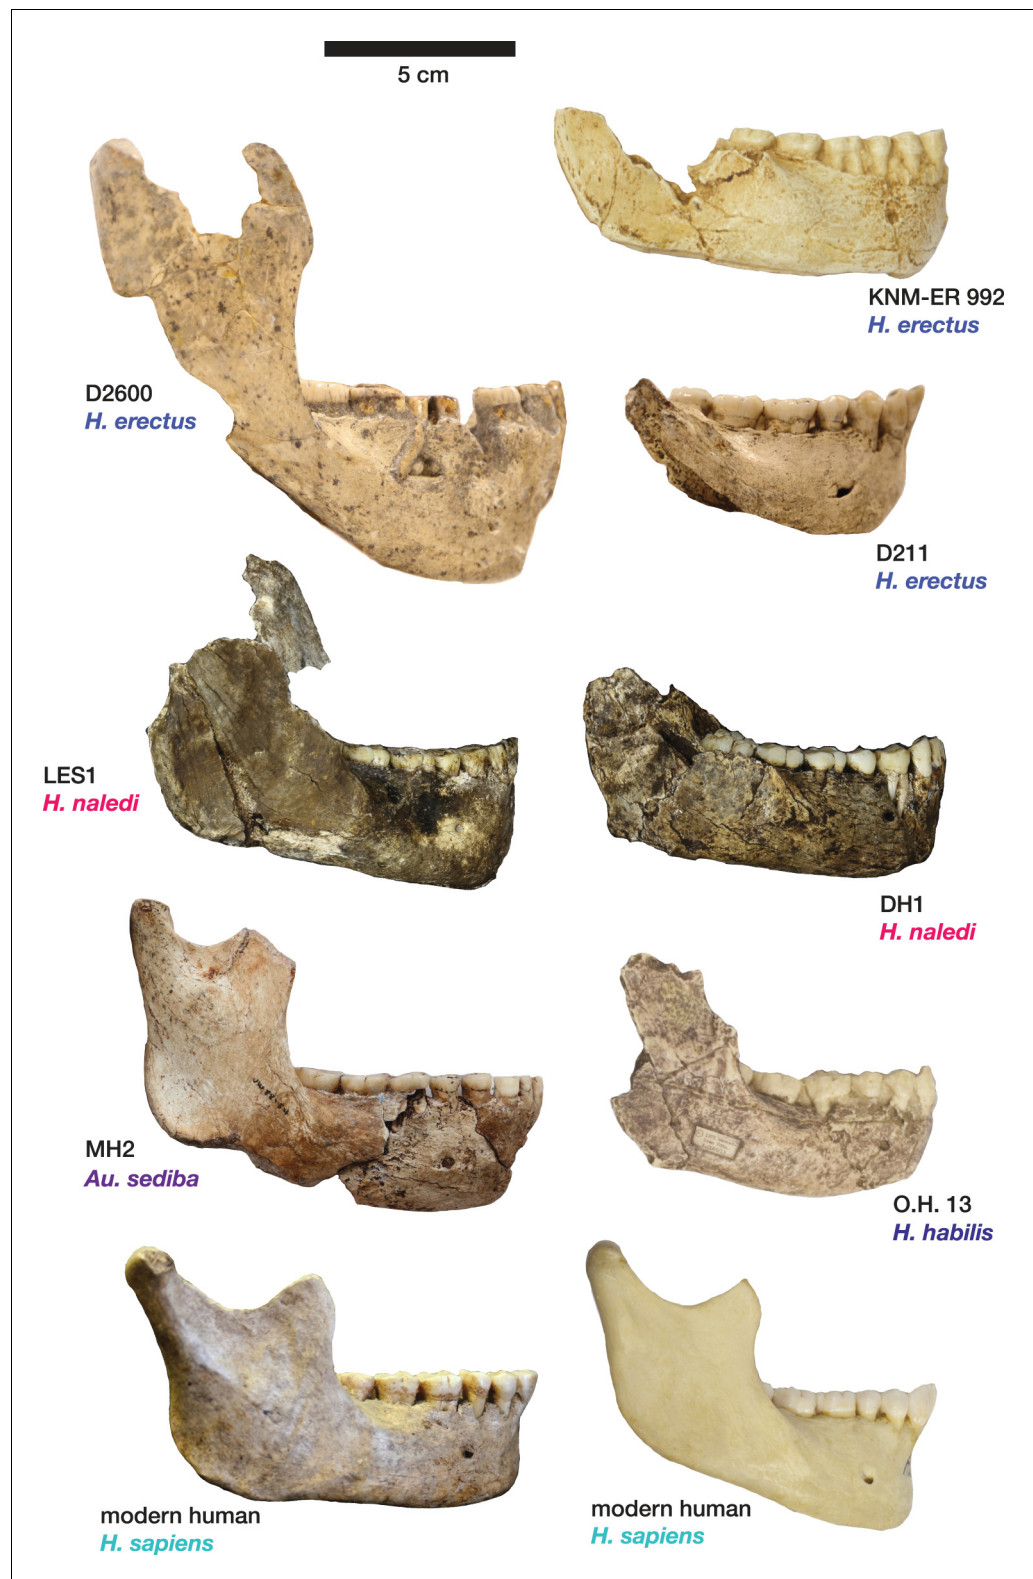 5 cm
KNM-ER 992
H. erectus
D2600
H. erectus
D211
H. erectus
LES1
H. naledi
DH1
H. naledi
MH2
Au. sediba
O.H. 13
H. habilis
modern human
H. sapiens
modern human
H. sapiens